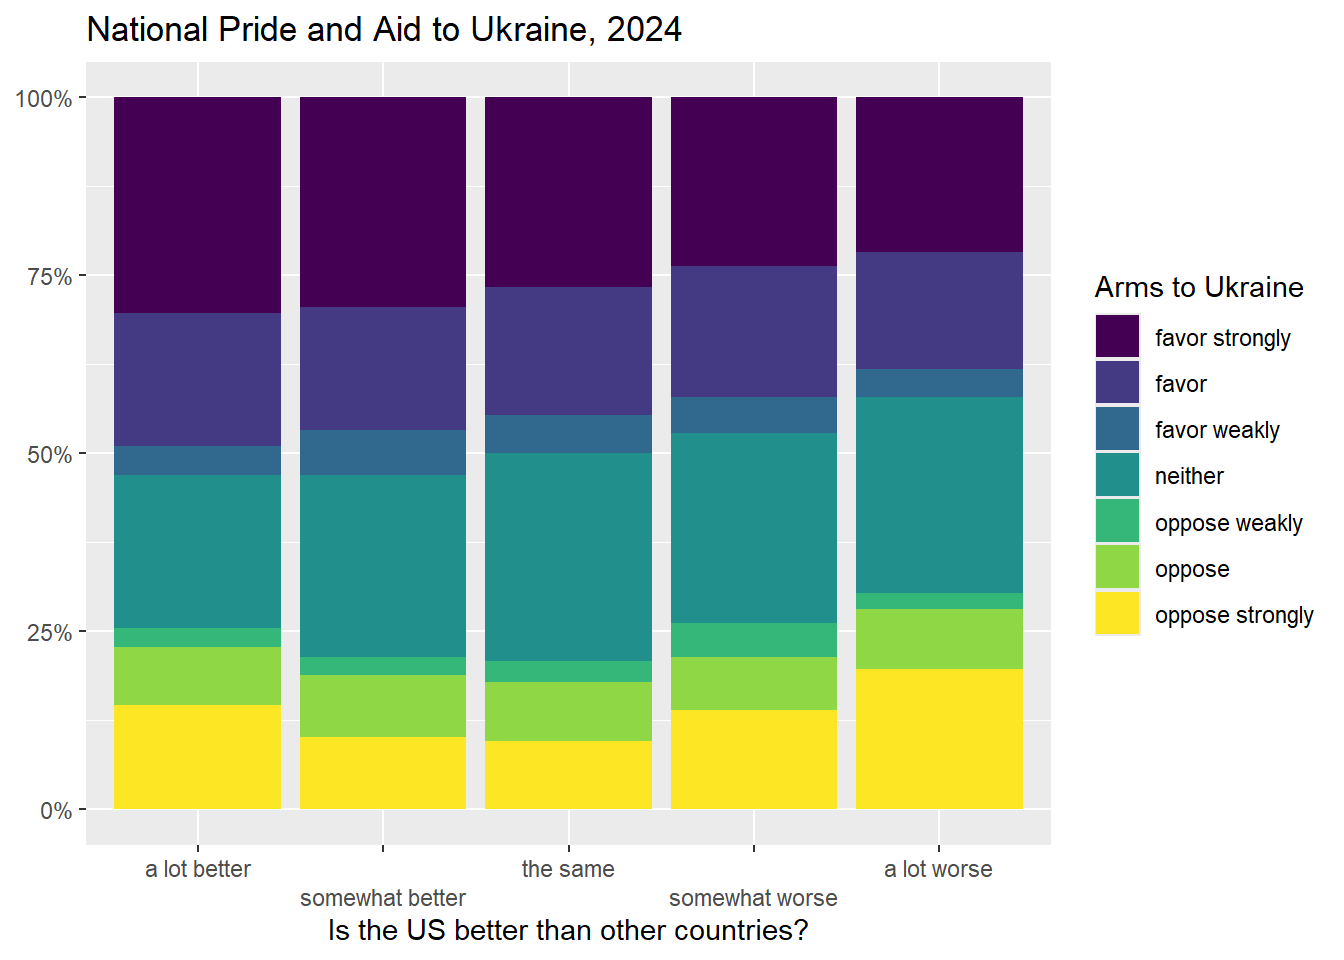 National Pride and Aid to Ukraine, 2024
100%
75%
50%
25%
0%
a lot better
somewhat better
the same
somewhat worse
a lot worse
Is the US better than other countries?
Arms to Ukraine
favor strongly
favor
favor weakly
neither
oppose weakly
oppose
oppose strongly